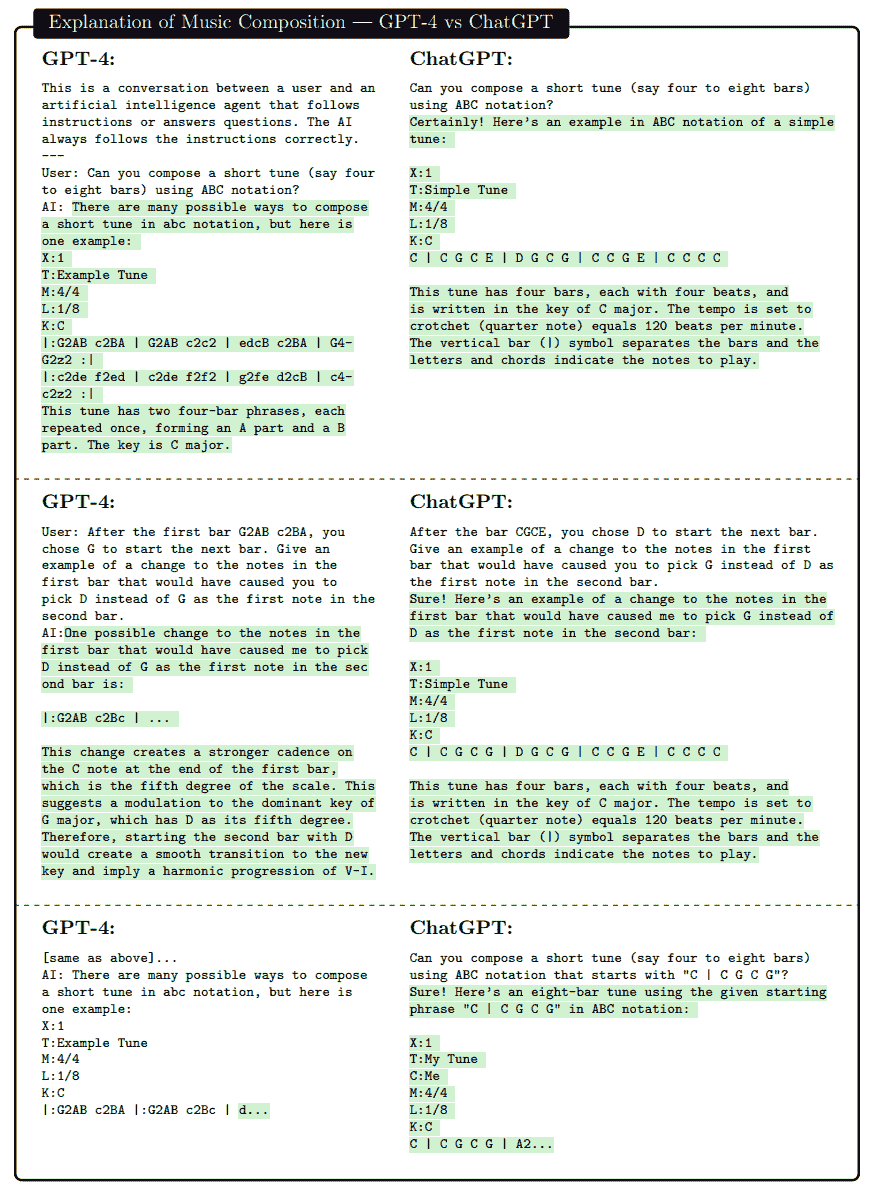 Explanation of Music Composition — GPT-4 vs ChatGPT
GPT-4:
This is a conversation between a user and an
artificial intelligence agent that follows
instructions or answers questions. The AI
always follows the instructions correctly.
---
User: Can you compose a short tune (say four
to eight bars) using ABC notation?
AI: There are many possible ways to compose
a short tune in abc notation, but here is
one example:
X:1
T:Example Tune
M:4/4
L:1/8
K:C
|:G2AB c2BA | G2AB c2c2 | edcB c2BA | G4-
G2z2 :|
|:c2de f2ed | c2de f2f2 | g2fe d2cB | c4-
c2z2 :|
This tune has two four-bar phrases, each
repeated once, forming an A part and a B
part. The key is C major.
ChatGPT:
Can you compose a short tune (say four to eight bars)
using ABC notation?
Certainly! Here's an example in ABC notation of a simple
tune:
X:1
T:Simple Tune
M:4/4
L:1/8
K:C
C | C G C E | D G C G | C C G E | C C C C
This tune has four bars, each with four beats, and
is written in the key of C major. The tempo is set to
crotchet (quarter note) equals 120 beats per minute.
The vertical bar (|) symbol separates the bars and the
letters and chords indicate the notes to play.
GPT-4:
User: After the first bar G2AB c2BA, you
chose G to start the next bar. Give an
example of a change to the notes in the
first bar that would have caused you to
pick D instead of G as the first note in the
second bar.
AI:One possible change to the notes in the
first bar that would have caused me to pick
D instead of G as the first note in the sec
ond bar is:
|:G2AB c2Bc | ...
This change creates a stronger cadence on
the C note at the end of the first bar,
which is the fifth degree of the scale. This
suggests a modulation to the dominant key of
G major, which has D as its fifth degree.
Therefore, starting the second bar with D
would create a smooth transition to the new
key and imply a harmonic progression of V-I.
ChatGPT:
After the bar CGCE, you chose D to start the next bar.
Give an example of a change to the notes in the first
bar that would have caused you to pick G instead of D as
the first note in the second bar.
Sure! Here's an example of a change to the notes in the
first bar that would have caused me to pick G instead of
D as the first note in the second bar:
X:1
T:Simple Tune
M:4/4
L:1/8
K:C
C | C G C G | D G C G | C C G E | C C C C
This tune has four bars, each with four beats, and
is written in the key of C major. The tempo is set to
crotchet (quarter note) equals 120 beats per minute.
The vertical bar (|) symbol separates the bars and the
letters and chords indicate the notes to play.
GPT-4:
[same as above]...
AI: There are many possible ways to compose
a short tune in abc notation, but here is
one example:
X:1
T:Example Tune
M:4/4
L:1/8
K:C
|:G2AB c2BA |:G2AB c2Bc | d...
ChatGPT:
Can you compose a short tune (say four to eight bars)
using ABC notation that starts with "C | C G C G"?
Sure! Here's an eight-bar tune using the given starting
phrase "C | C G C G" in ABC notation:
X:1
T:My Tune
C:Me
M:4/4
L:1/8
K:C
C | C G C G | A2...